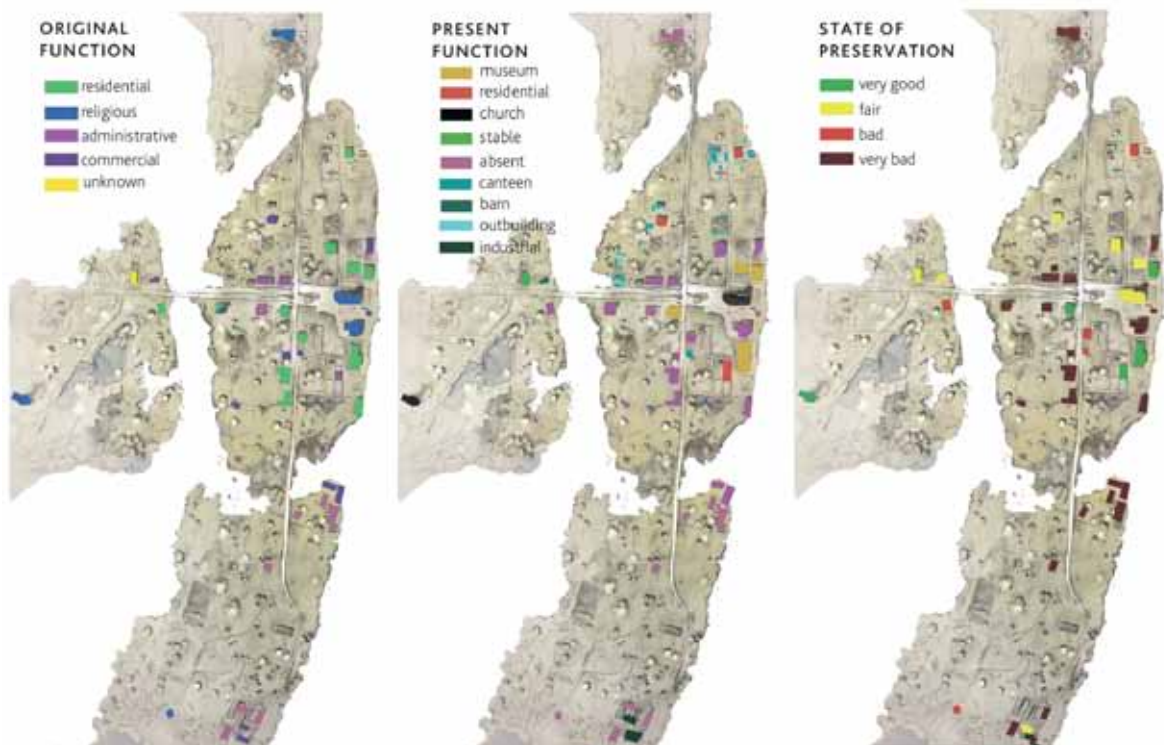 ORIGINAL
FUNCTION
residential
religious
administrative
commercial
unknown
PRESENT
FUNCTION
museum
residential
church
stable
absent
canteen
barn
outbuilding
industrial
STATE OF
PRESERVATION
very good
fair
bad
very bad